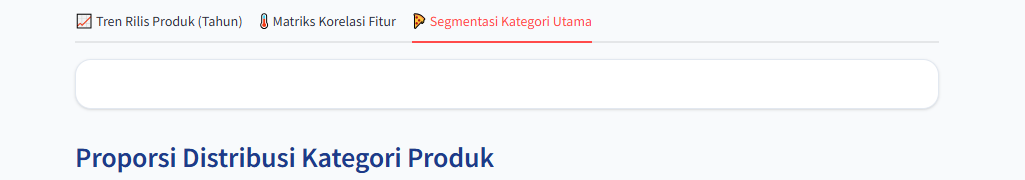 Tren Rilis Produk (Tahun) Matriks Korelasi Fitur Segmentasi Kategori Utama
Proporsi Distribusi Kategori Produk